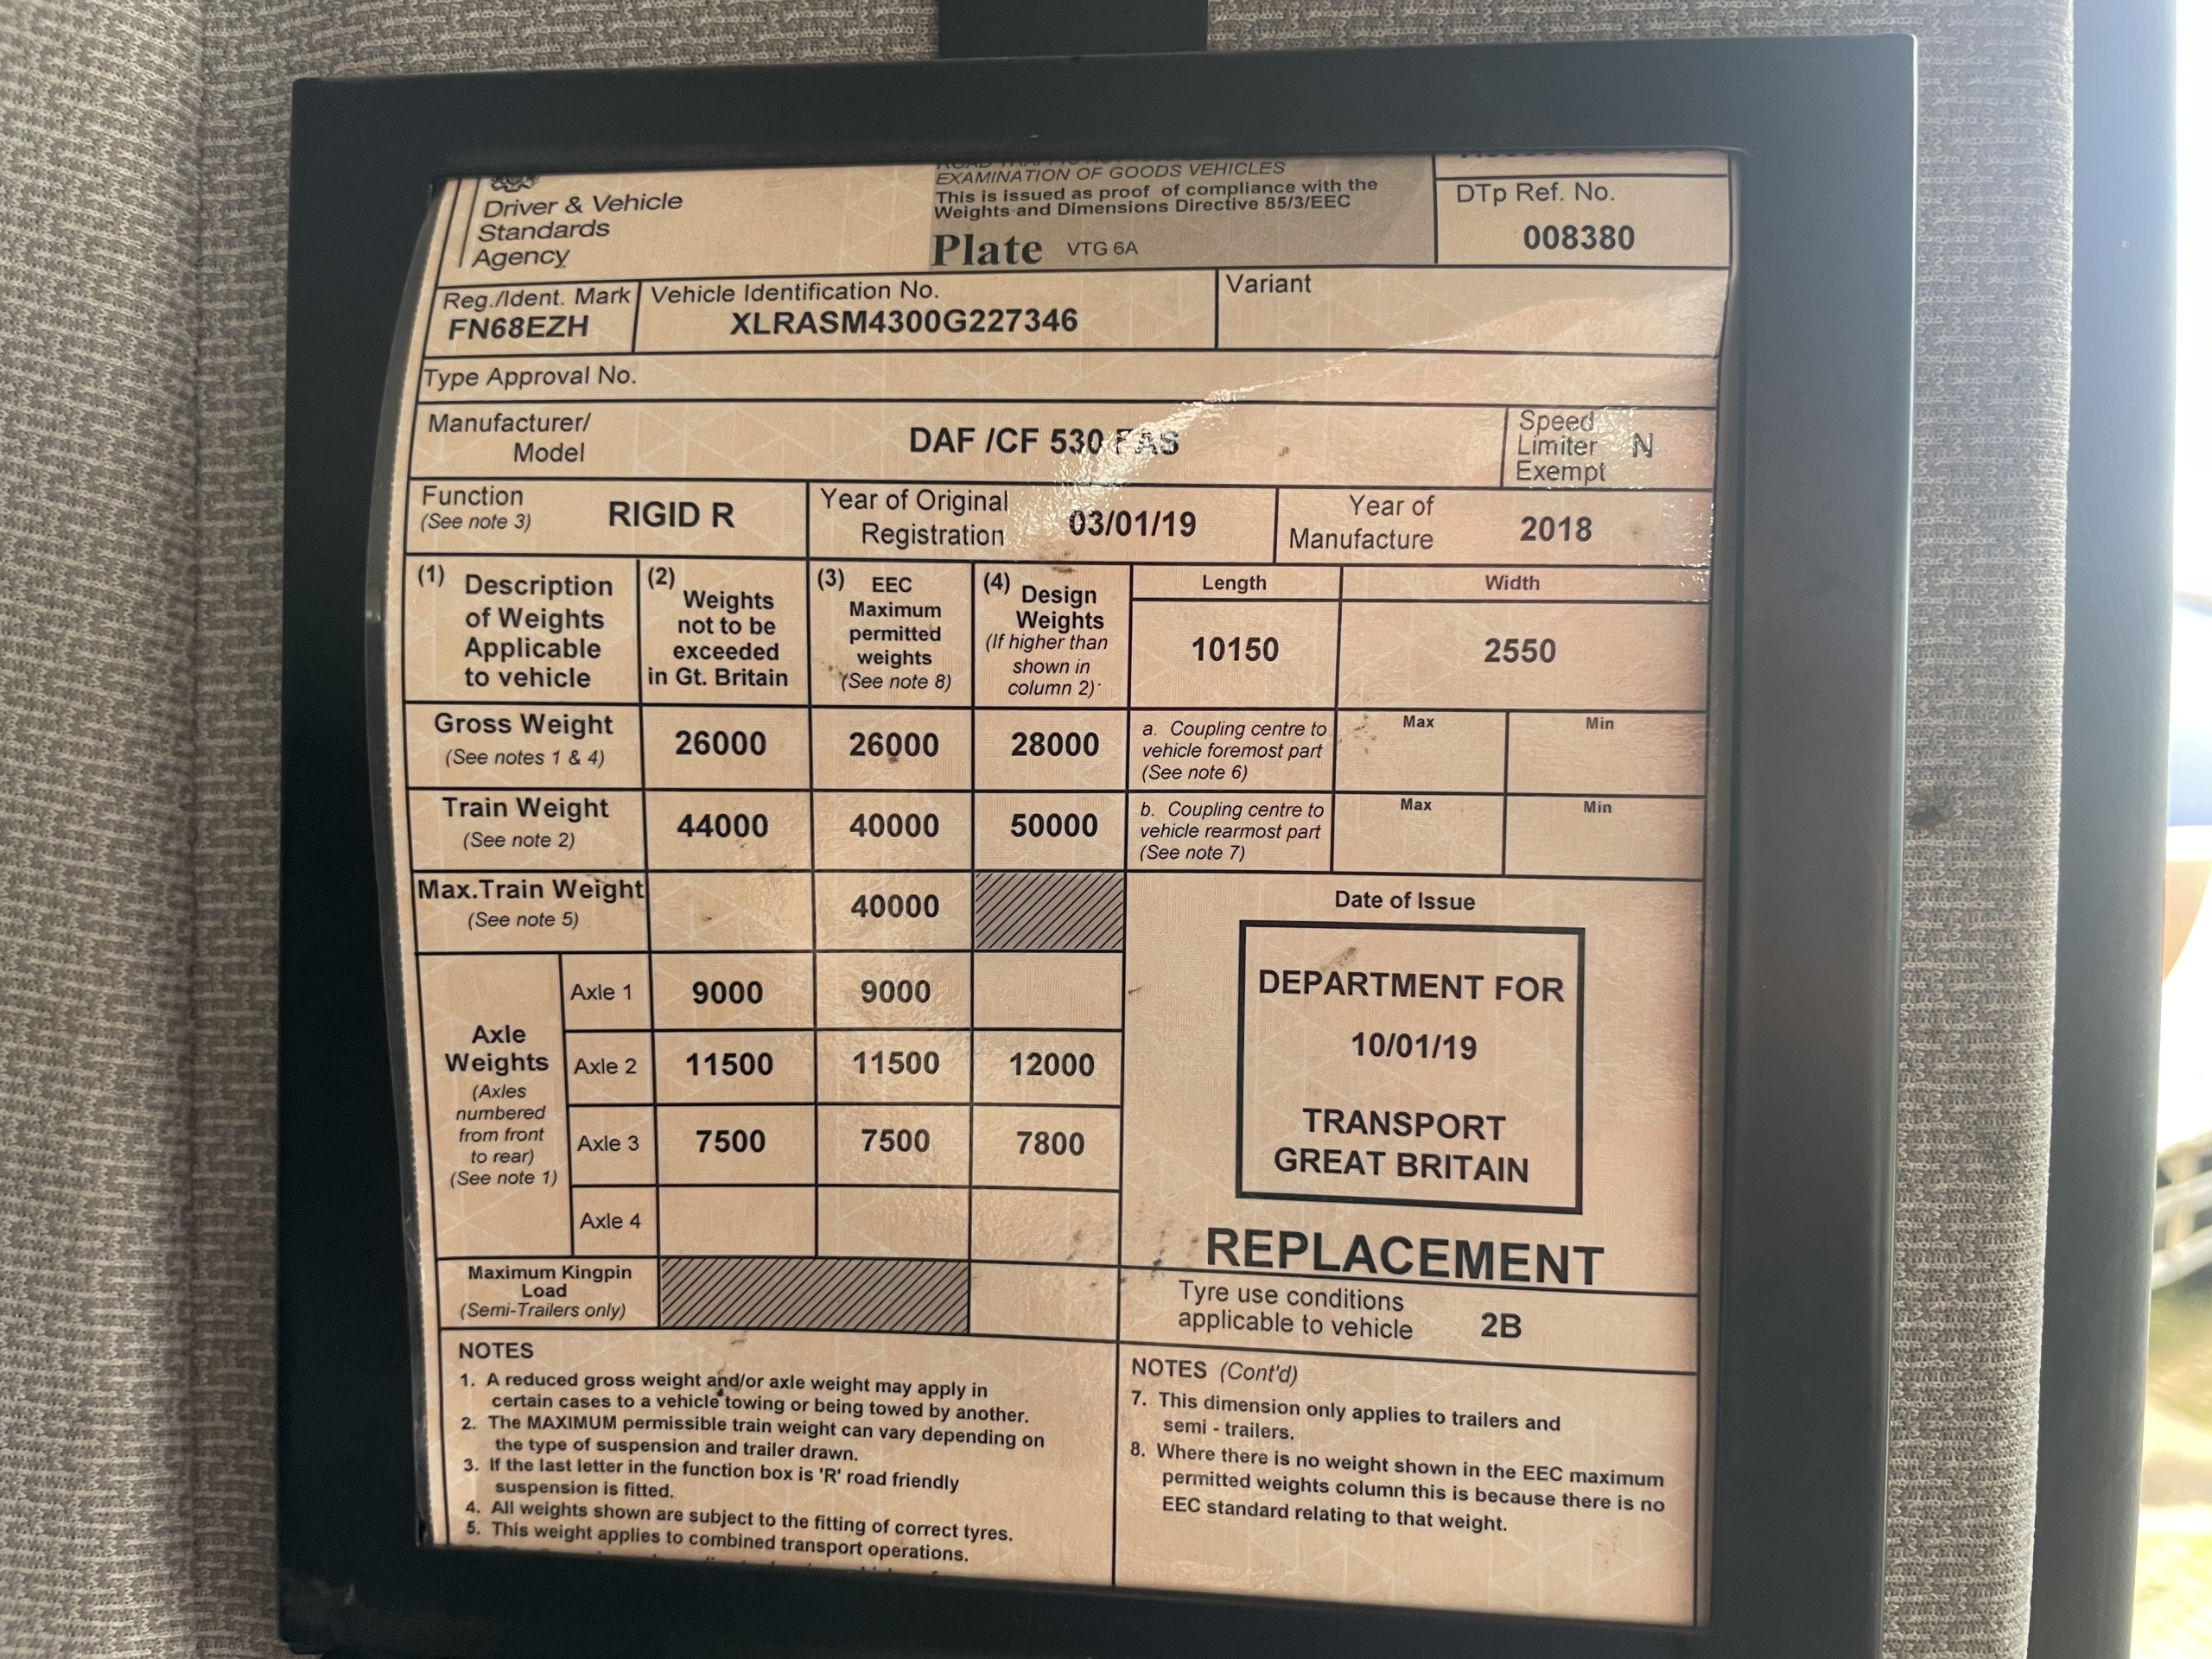 EXAMINATION OF GOODS VEHICLES
This is issued as proof of compliance with the
Weights and Dimensions Directive 85/3/EEC
Plate VTG 6A
Driver & Vehicle
Standards
Agency
DTp Ref. No.
008380
Reg./Ident. Mark
FN68EZH
Vehicle Identification No.
XLRASM4300G227346
Variant
Type Approval No.
Manufacturer/
Model
DAF /CF 530 FAS
Speed
Limiter
Exempt
N
Function
(See note 3)
RIGID R
Year of Original
Registration
03/01/19
Year of
Manufacture
2018
(1) Description
of Weights
Applicable
to vehicle
(2) Weights
not to be
exceeded
in Gt. Britain
(3) EEC
Maximum
permitted
weights
(See note 8)
(4) Design
Weights
(If higher than
shown in
column 2)
Length
10150
Width
2550
Gross Weight
(See notes 1 & 4)
26000
26000
28000
a. Coupling centre to
vehicle foremost part
(See note 6)
Max
Min
Train Weight
(See note 2)
44000
40000
50000
b. Coupling centre to
vehicle rearmost part
(See note 7)
Max
Min
Max.Train Weight
(See note 5)
40000
Axle
Weights
(Axles
numbered
from front
to rear)
(See note 1)
Axle 1
9000
9000
Axle 2
11500
11500
12000
Axle 3
7500
7500
7800
Axle 4
Date of Issue
DEPARTMENT FOR
10/01/19
TRANSPORT
GREAT BRITAIN
REPLACEMENT
Maximum Kingpin
Load
(Semi-Trailers only)
Tyre use conditions
applicable to vehicle
2B
NOTES
1. A reduced gross weight and/or axle weight may apply in
certain cases to a vehicle towing or being towed by another.
2. The MAXIMUM permissible train weight can vary depending on
the type of suspension and trailer drawn.
3. If the last letter in the function box is 'R' road friendly
suspension is fitted.
4. All weights shown are subject to the fitting of correct tyres.
5. This weight applies to combined transport operations.
NOTES (Cont'd)
7. This dimension only applies to trailers and
semi - trailers.
8. Where there is no weight shown in the EEC maximum
permitted weights column this is because there is no
EEC standard relating to that weight.